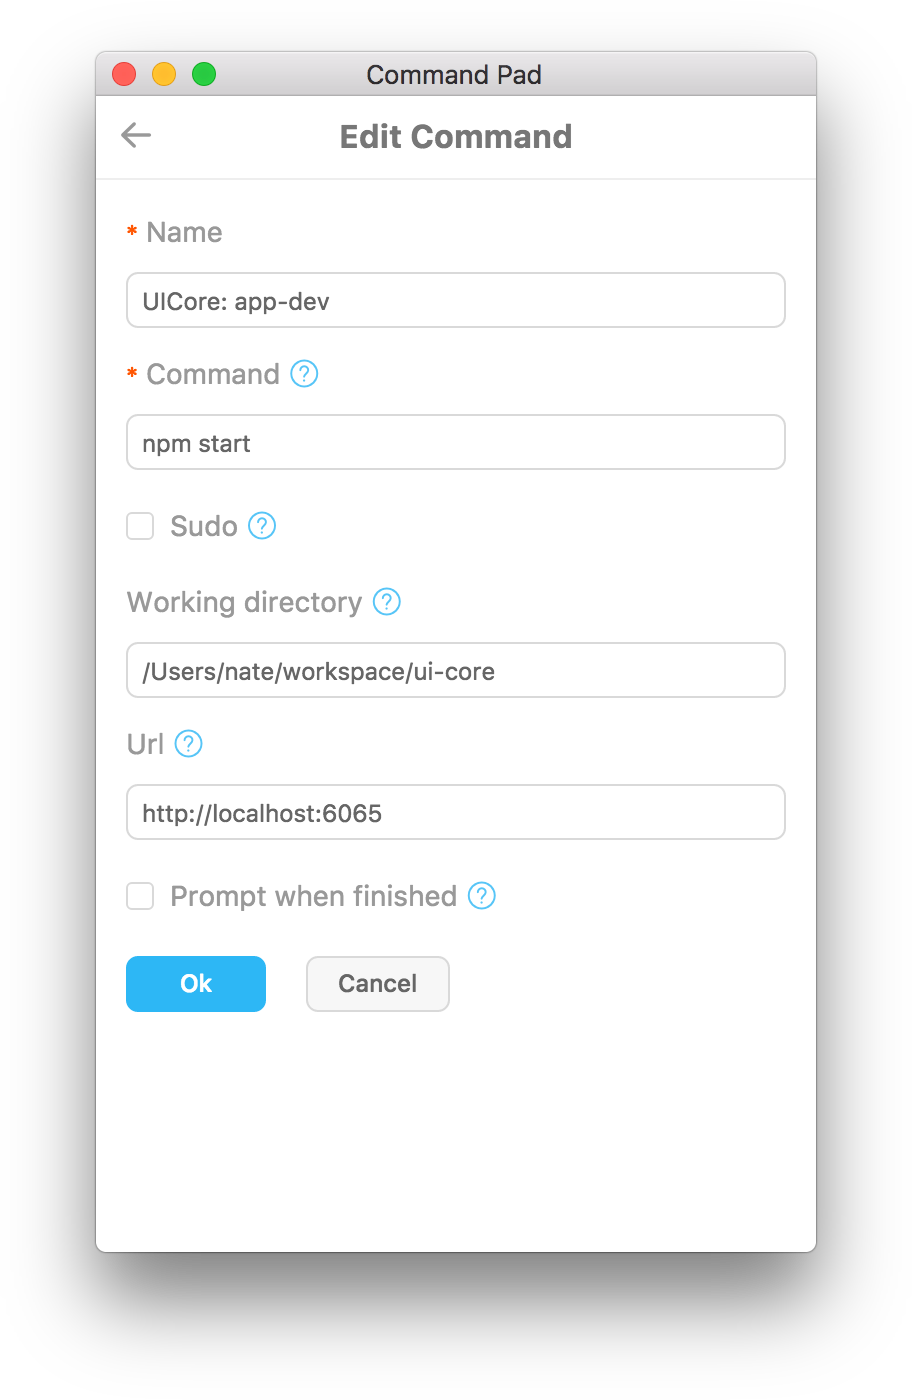 Command Pad
Edit Command
* Name
UICore: app-dev
* Command ?
npm start
Sudo ?
Working directory ?
/Users/nate/workspace/ui-core
Url ?
http://localhost:6065
Prompt when finished ?
Ok Cancel